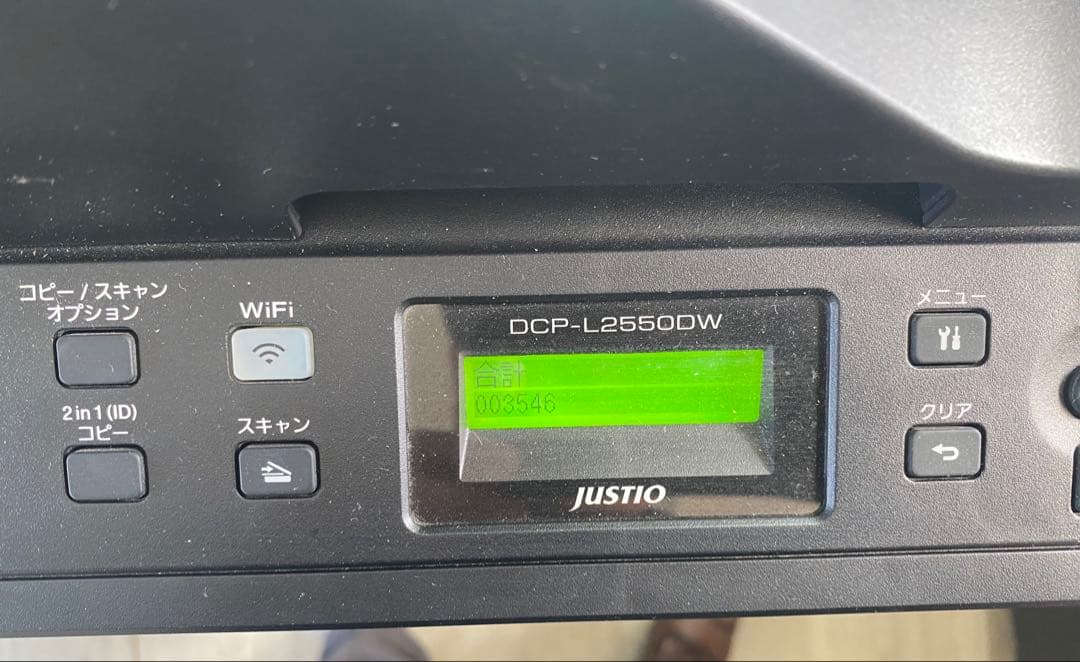 コピー / スキャン
オプション
WiFi
2 in 1 (ID)
コピー
スキャン
DCP-L2550DW
合計
003546
JUSTIO
メニュー
クリア